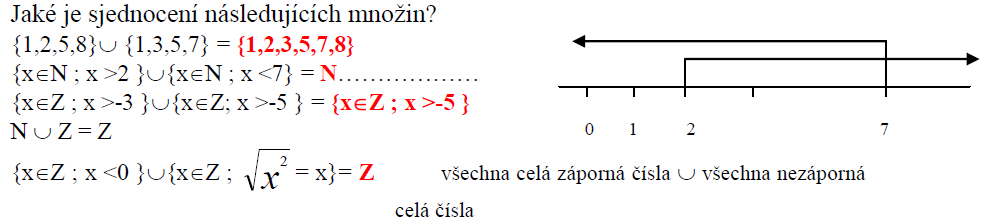 Jaké je sjednocení následujících množin?
{1,2,5,8}∪ {1,3,5,7} = {1,2,3,5,7,8}
{x∈N ; x >2 }∪{x∈N ; x <7} = N………………
{x∈Z ; x >-3 }∪{x∈Z; x >-5 } = {x∈Z ; x >-5 }
N ∪ Z = Z
0 1 2 7
{x∈Z ; x <0 }∪{x∈Z ; √x² = x}= Z všechna celá záporná čísla ∪ všechna nezáporná
celá čísla